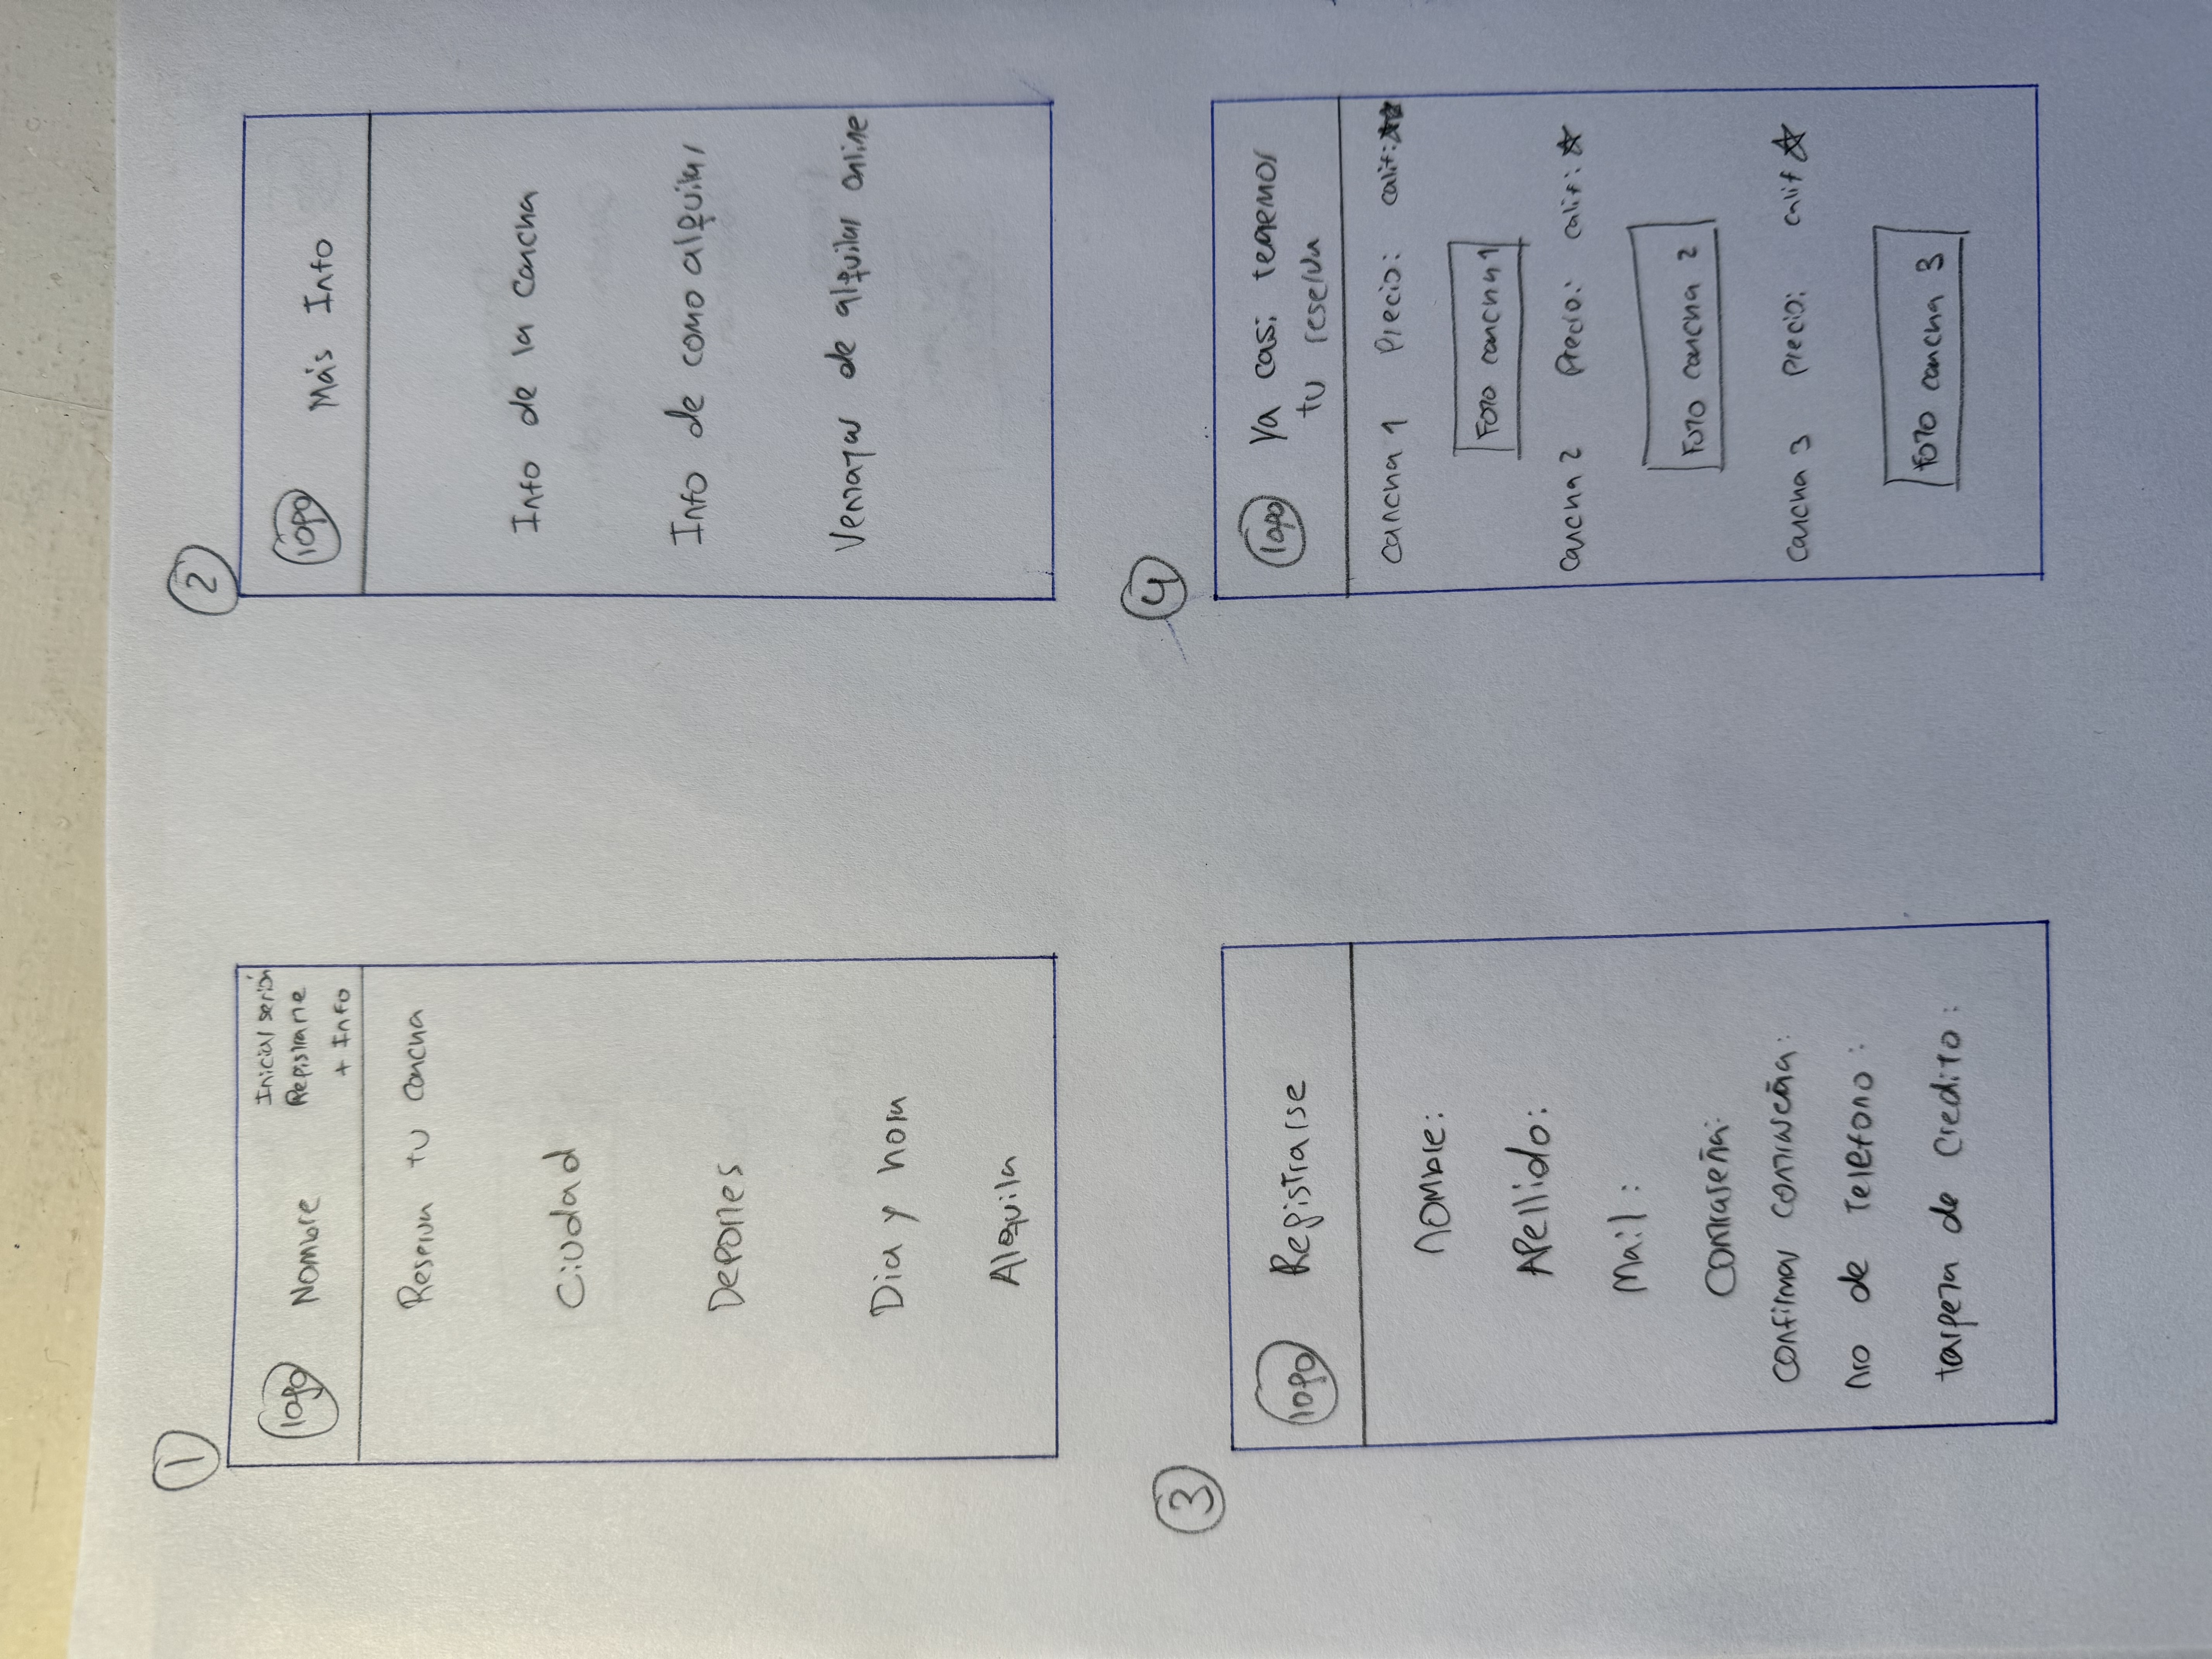 1
logo
Nombre
Iniciar sesión
Registrarse
+ Info
Reserva tu cancha
Ciudad
Deportes
Dia y hora
Alquila
2
logo
Más Info
Info de la cancha
Info de como alquilar
Ventajas de alquilar online
3
logo
Registrarse
nombre:
Apellido:
Mail:
Contraseña:
confirmar contraseña:
nro de telefono:
tarjeta de credito:
4
logo
Ya casi tenemos
tu reserva
cancha 1 Precio: calif: ★★
Foto cancha 1
cancha 2 Precio: calif: ★
Foto cancha 2
cancha 3 precio: calif ★
Foto cancha 3